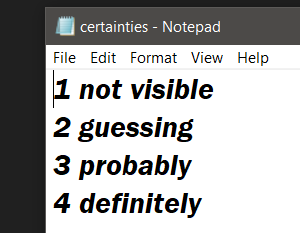 certainties - Notepad
File Edit Format View Help
1 not visible
2 guessing
3 probably
4 definitely